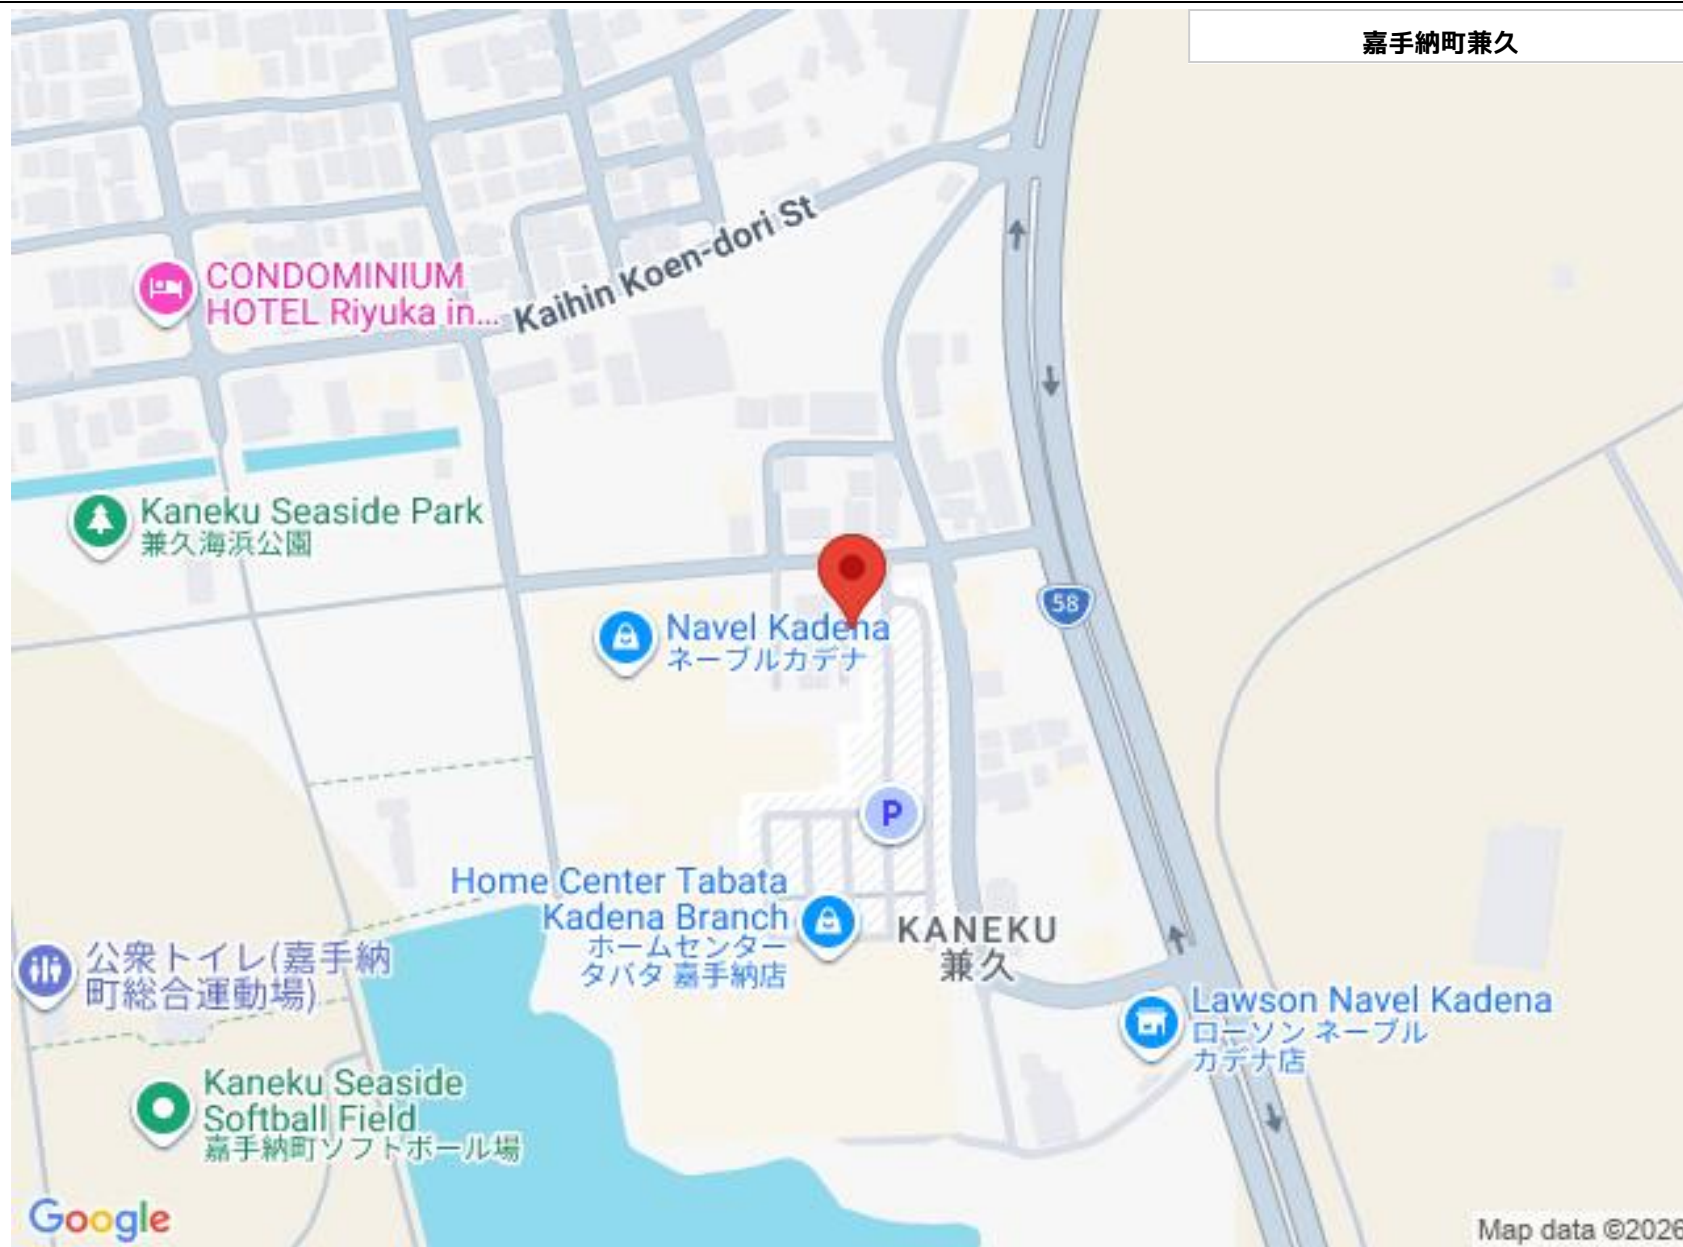 嘉手納町兼久
Kaihin Koen-dori St
CONDOMINIUM
HOTEL Riyuka in...
Kaneku Seaside Park
兼久海浜公園
58
Navel Kadena
ネーブルカデナ
P
Home Center Tabata
Kadena Branch
ホームセンター
タバタ 嘉手納店
KANEKU
兼久
公衆トイレ(嘉手納
町総合運動場)
Lawson Navel Kadena
ローソン ネーブル
カデナ店
Kaneku Seaside
Softball Field
嘉手納町ソフトボール場
Google
Map data ©2026